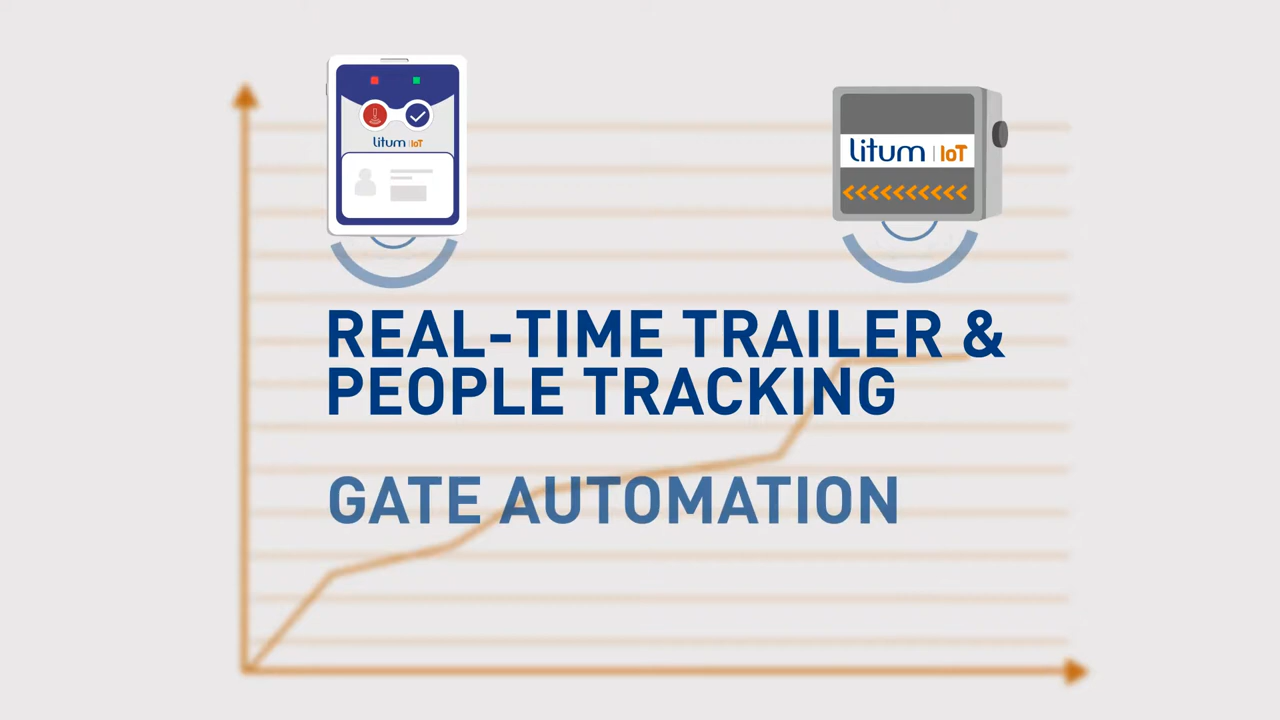 litum | IoT
litum | IoT
REAL-TIME TRAILER &
PEOPLE TRACKING
GATE AUTOMATION